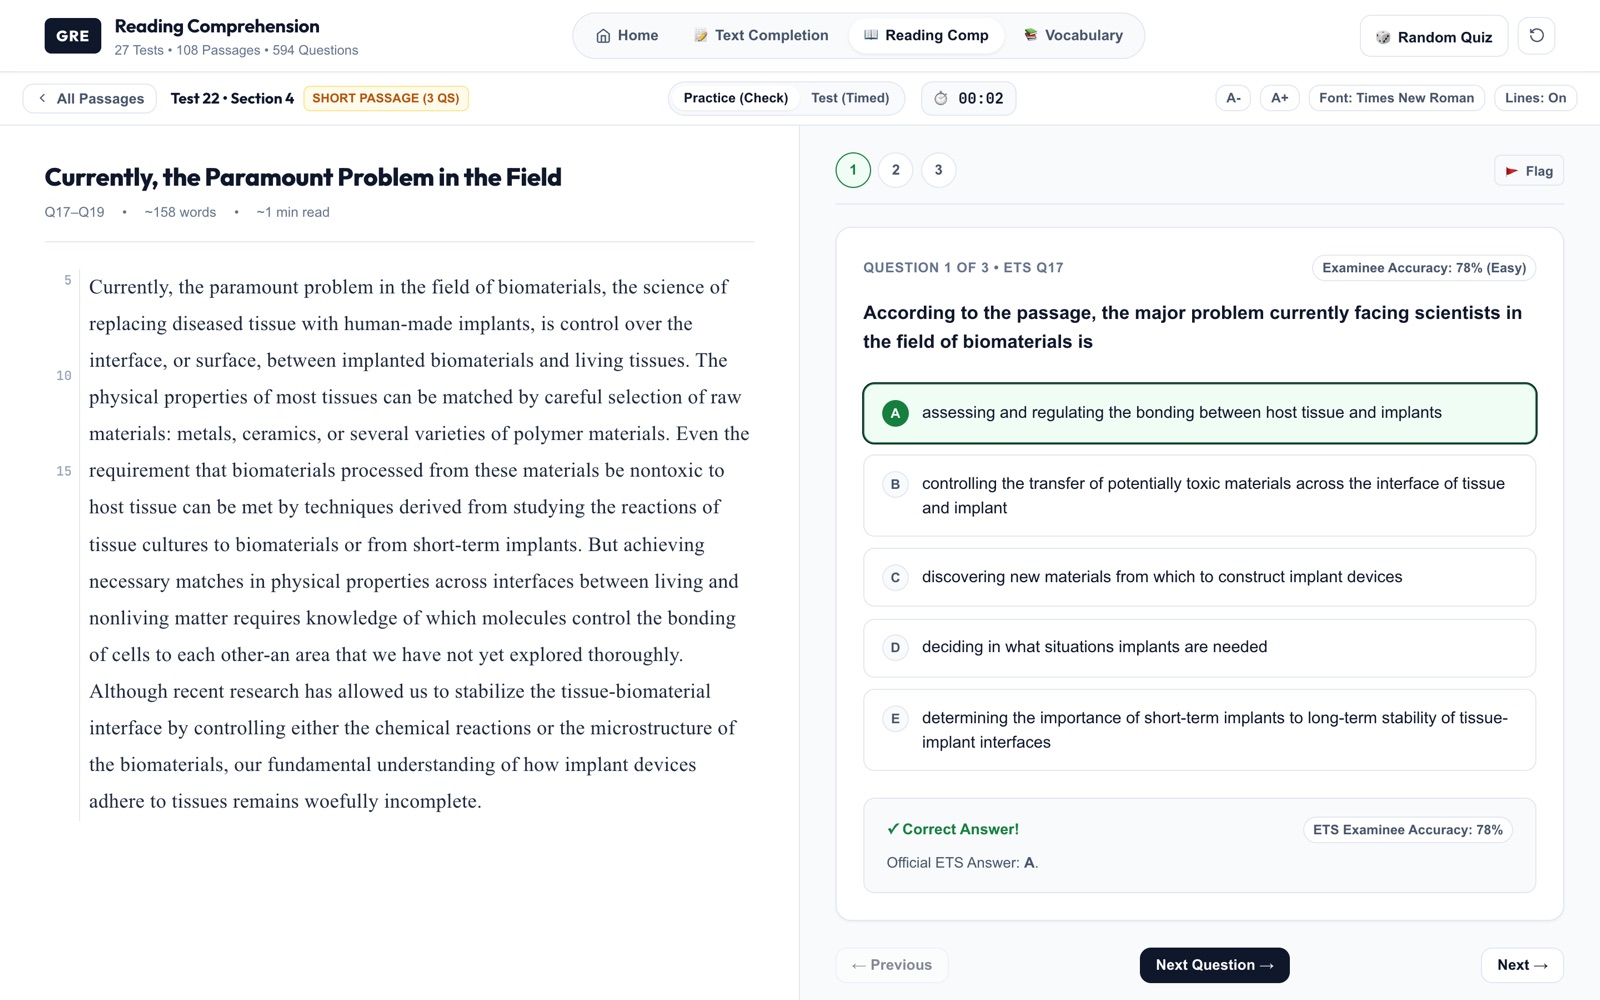 GRE
Reading Comprehension
27 Tests • 108 Passages • 594 Questions
Home
Text Completion
Reading Comp
Vocabulary
Random Quiz
All Passages
Test 22 • Section 4
SHORT PASSAGE (3 QS)
Practice (Check)
Test (Timed)
00:02
A-
A+
Font: Times New Roman
Lines: On
Currently, the Paramount Problem in the Field
Q17–Q19 • ~158 words • ~1 min read
5
10
15
Currently, the paramount problem in the field of biomaterials, the science of
replacing diseased tissue with human-made implants, is control over the
interface, or surface, between implanted biomaterials and living tissues. The
physical properties of most tissues can be matched by careful selection of raw
materials: metals, ceramics, or several varieties of polymer materials. Even the
requirement that biomaterials processed from these materials be nontoxic to
host tissue can be met by techniques derived from studying the reactions of
tissue cultures to biomaterials or from short-term implants. But achieving
necessary matches in physical properties across interfaces between living and
nonliving matter requires knowledge of which molecules control the bonding
of cells to each other-an area that we have not yet explored thoroughly.
Although recent research has allowed us to stabilize the tissue-biomaterial
interface by controlling either the chemical reactions or the microstructure of
the biomaterials, our fundamental understanding of how implant devices
adhere to tissues remains woefully incomplete.
1
2
3
Flag
QUESTION 1 OF 3 • ETS Q17
Examinee Accuracy: 78% (Easy)
According to the passage, the major problem currently facing scientists in
the field of biomaterials is
A assessing and regulating the bonding between host tissue and implants
B controlling the transfer of potentially toxic materials across the interface of tissue
and implant
C discovering new materials from which to construct implant devices
D deciding in what situations implants are needed
E determining the importance of short-term implants to long-term stability of tissue-
implant interfaces
✓ Correct Answer!
ETS Examinee Accuracy: 78%
Official ETS Answer: A.
← Previous
Next Question →
Next →